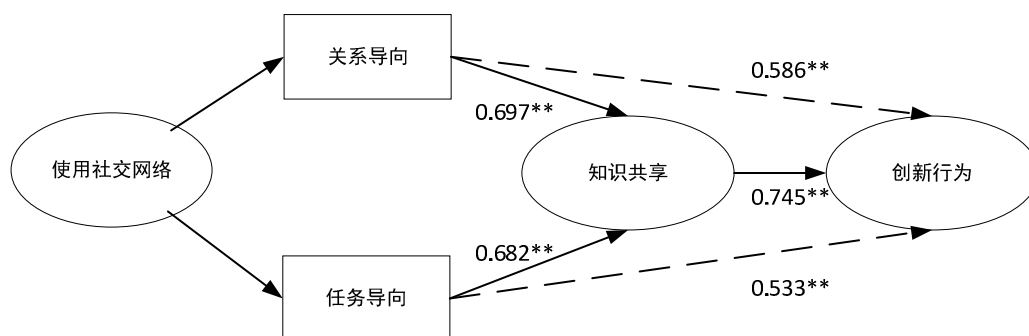 关系导向
0.586**
0.697**
使用社交网络
知识共享
创新行为
0.745**
0.682**
任务导向
0.533**